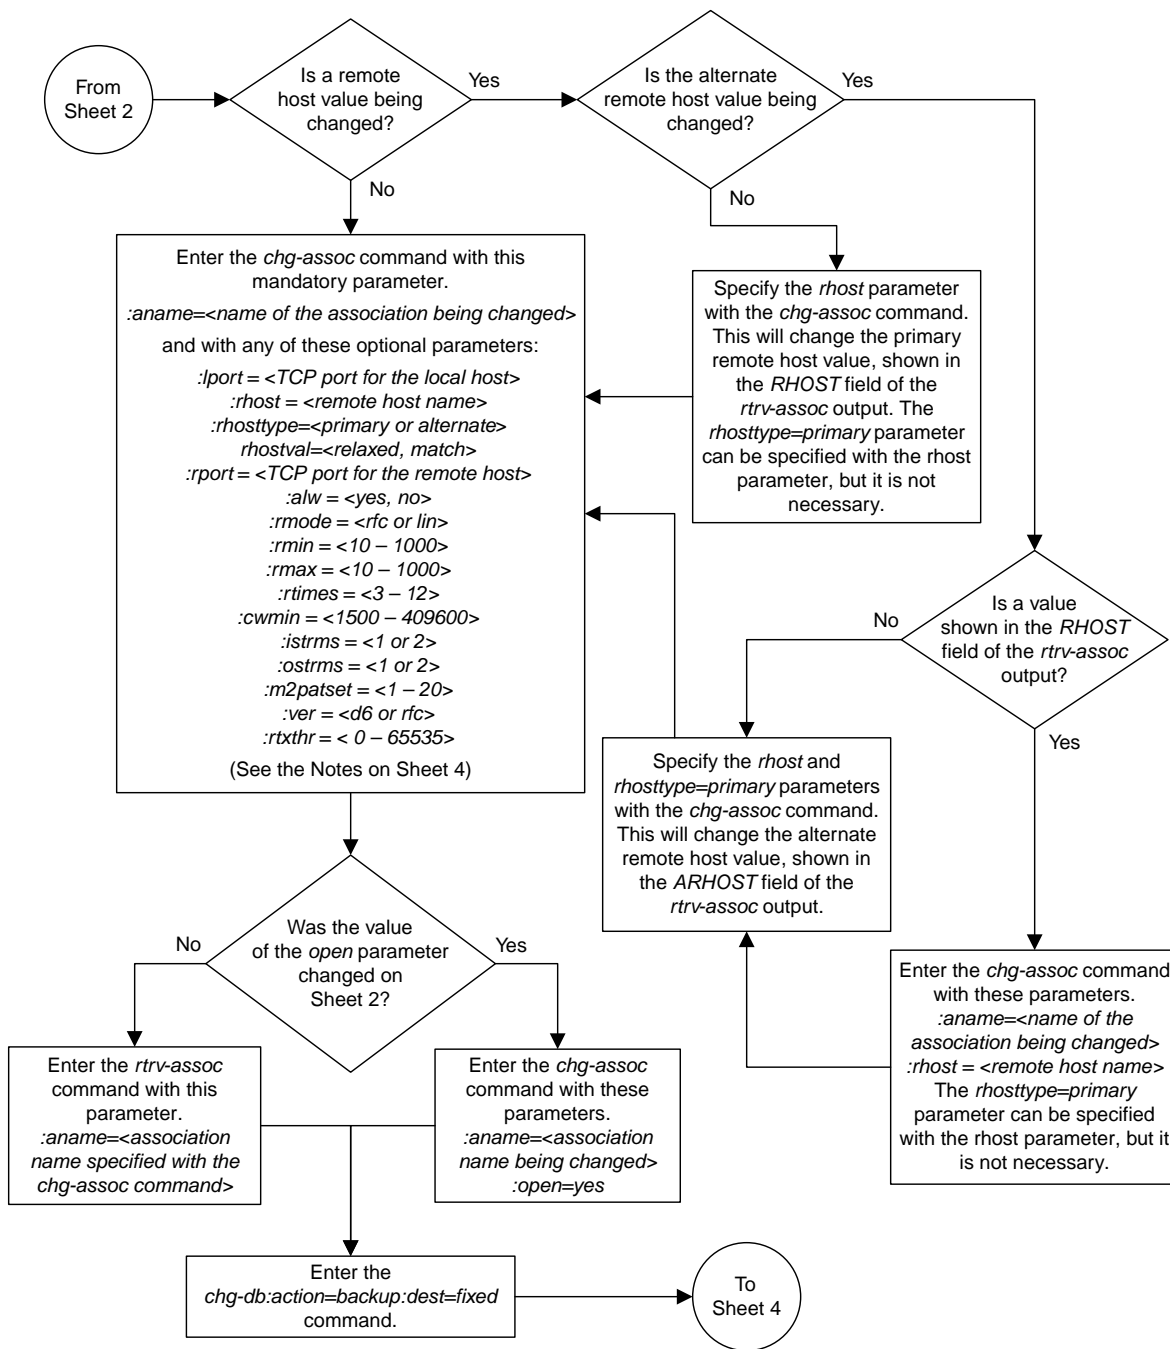 From
Sheet 2
Is a remote
host value being
changed?
Yes
No
Is the alternate
remote host value being
changed?
Yes
No
Enter the chg-assoc command with this
mandatory parameter.
:aname=<name of the association being changed>
and with any of these optional parameters:
:lport = <TCP port for the local host>
:rhost = <remote host name>
:rhosttype=<primary or alternate>
rhostval=<relaxed, match>
:rport = <TCP port for the remote host>
:alw = <yes, no>
:rmode = <rfc or lin>
:rmin = <10 – 1000>
:rmax = <10 – 1000>
:rtimes = <3 – 12>
:cwmin = <1500 – 409600>
:istrms = <1 or 2>
:ostrms = <1 or 2>
:m2patset = <1 – 20>
:ver = <d6 or rfc>
:rtxthr = < 0 – 65535>
(See the Notes on Sheet 4)
Specify the rhost parameter
with the chg-assoc command.
This will change the primary
remote host value, shown in
the RHOST field of the
rtrv-assoc output. The
rhosttype=primary parameter
can be specified with the rhost
parameter, but it is not
necessary.
Is a value
shown in the RHOST
field of the rtrv-assoc
output?
No
Yes
Specify the rhost and
rhosttype=primary parameters
with the chg-assoc command.
This will change the alternate
remote host value, shown in
the ARHOST field of the
rtrv-assoc output.
Enter the chg-assoc command
with these parameters.
:aname=<name of the
association being changed>
:rhost = <remote host name>
The rhosttype=primary
parameter can be specified
with the rhost parameter, but it
is not necessary.
Was the value
of the open parameter
changed on
Sheet 2?
No
Yes
Enter the rtrv-assoc
command with this
parameter.
:aname=<association
name specified with the
chg-assoc command>
Enter the chg-assoc
command with these
parameters.
:aname=<association
name being changed>
:open=yes
Enter the
chg-db:action=backup:dest=fixed
command.
To
Sheet 4